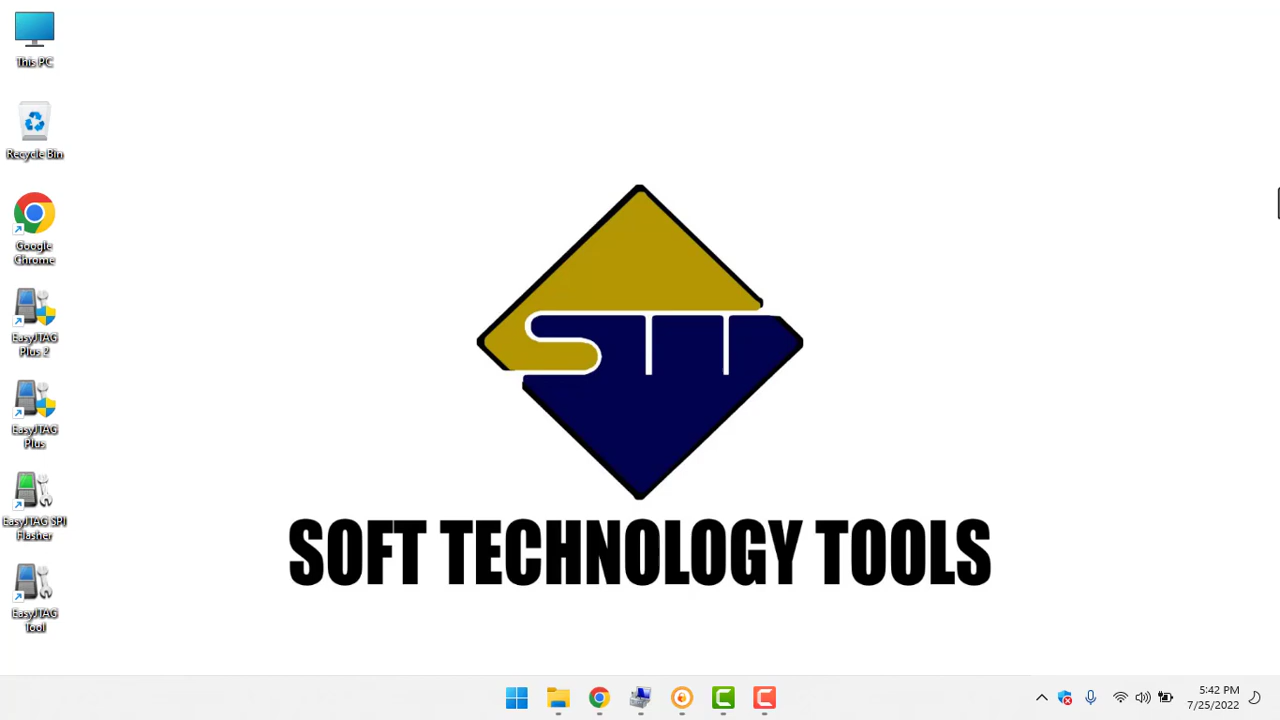 This PC
Recycle Bin
Google
Chrome
EasyJTAG
Plus 2
EasyJTAG
Plus
EasyJTAG SPI
Flasher
EasyJTAG
Tool
STT
SOFT TECHNOLOGY TOOLS
5:42 PM
7/25/2022